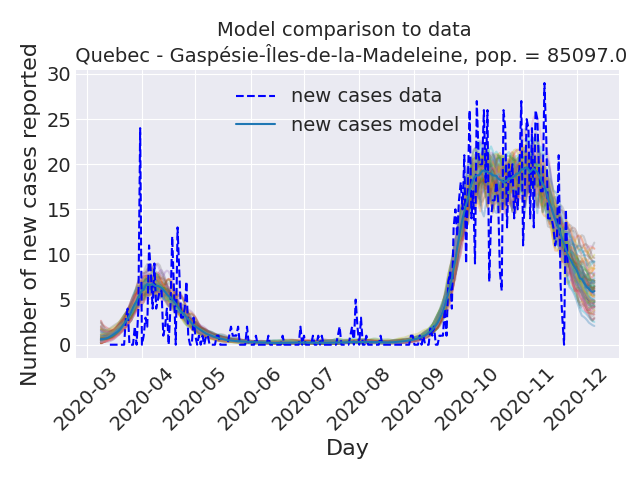 Model comparison to data
Quebec - Gaspésie-Îles-de-la-Madeleine, pop. = 85097.0
Number of new cases reported
30
25
20
15
10
5
0
new cases data
new cases model
2020-03
2020-04
2020-05
2020-06
2020-07
2020-08
2020-09
2020-10
2020-11
2020-12
Day